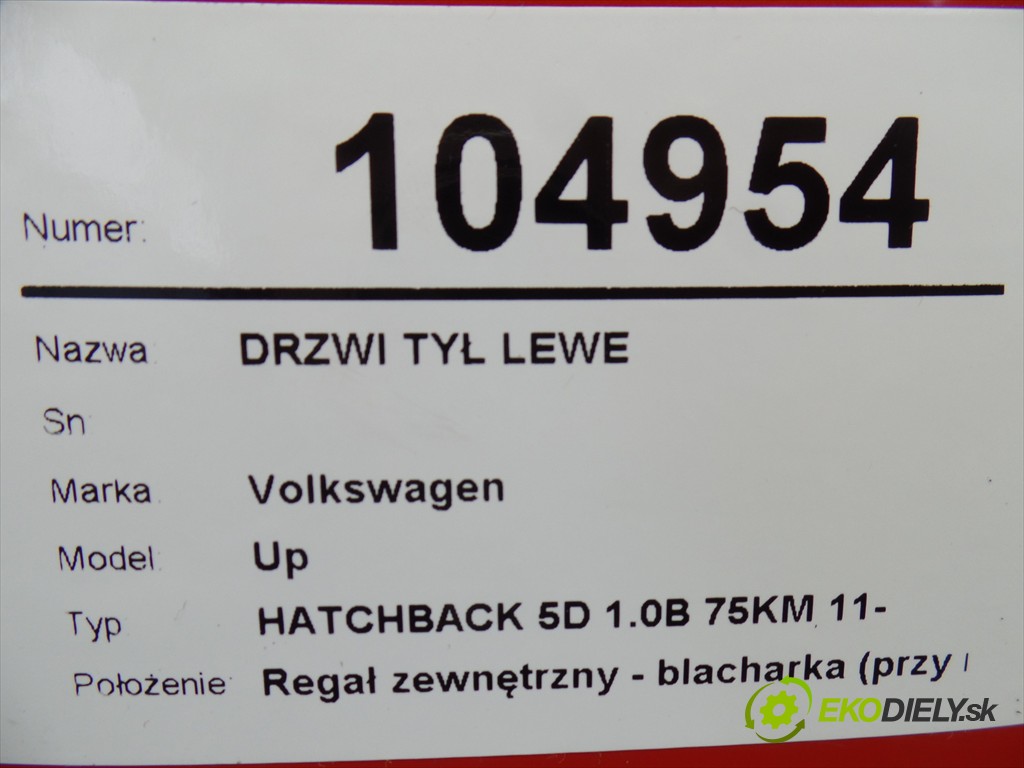 Numer: 104954
Nazwa DRZWI TYŁ LEWE
Sn
Marka Volkswagen
Model Up
Typ HATCHBACK 5D 1.0B 75KM 11-
Położenie Regał zewnętrzny - blacharka (przy
EKODIELY.sk